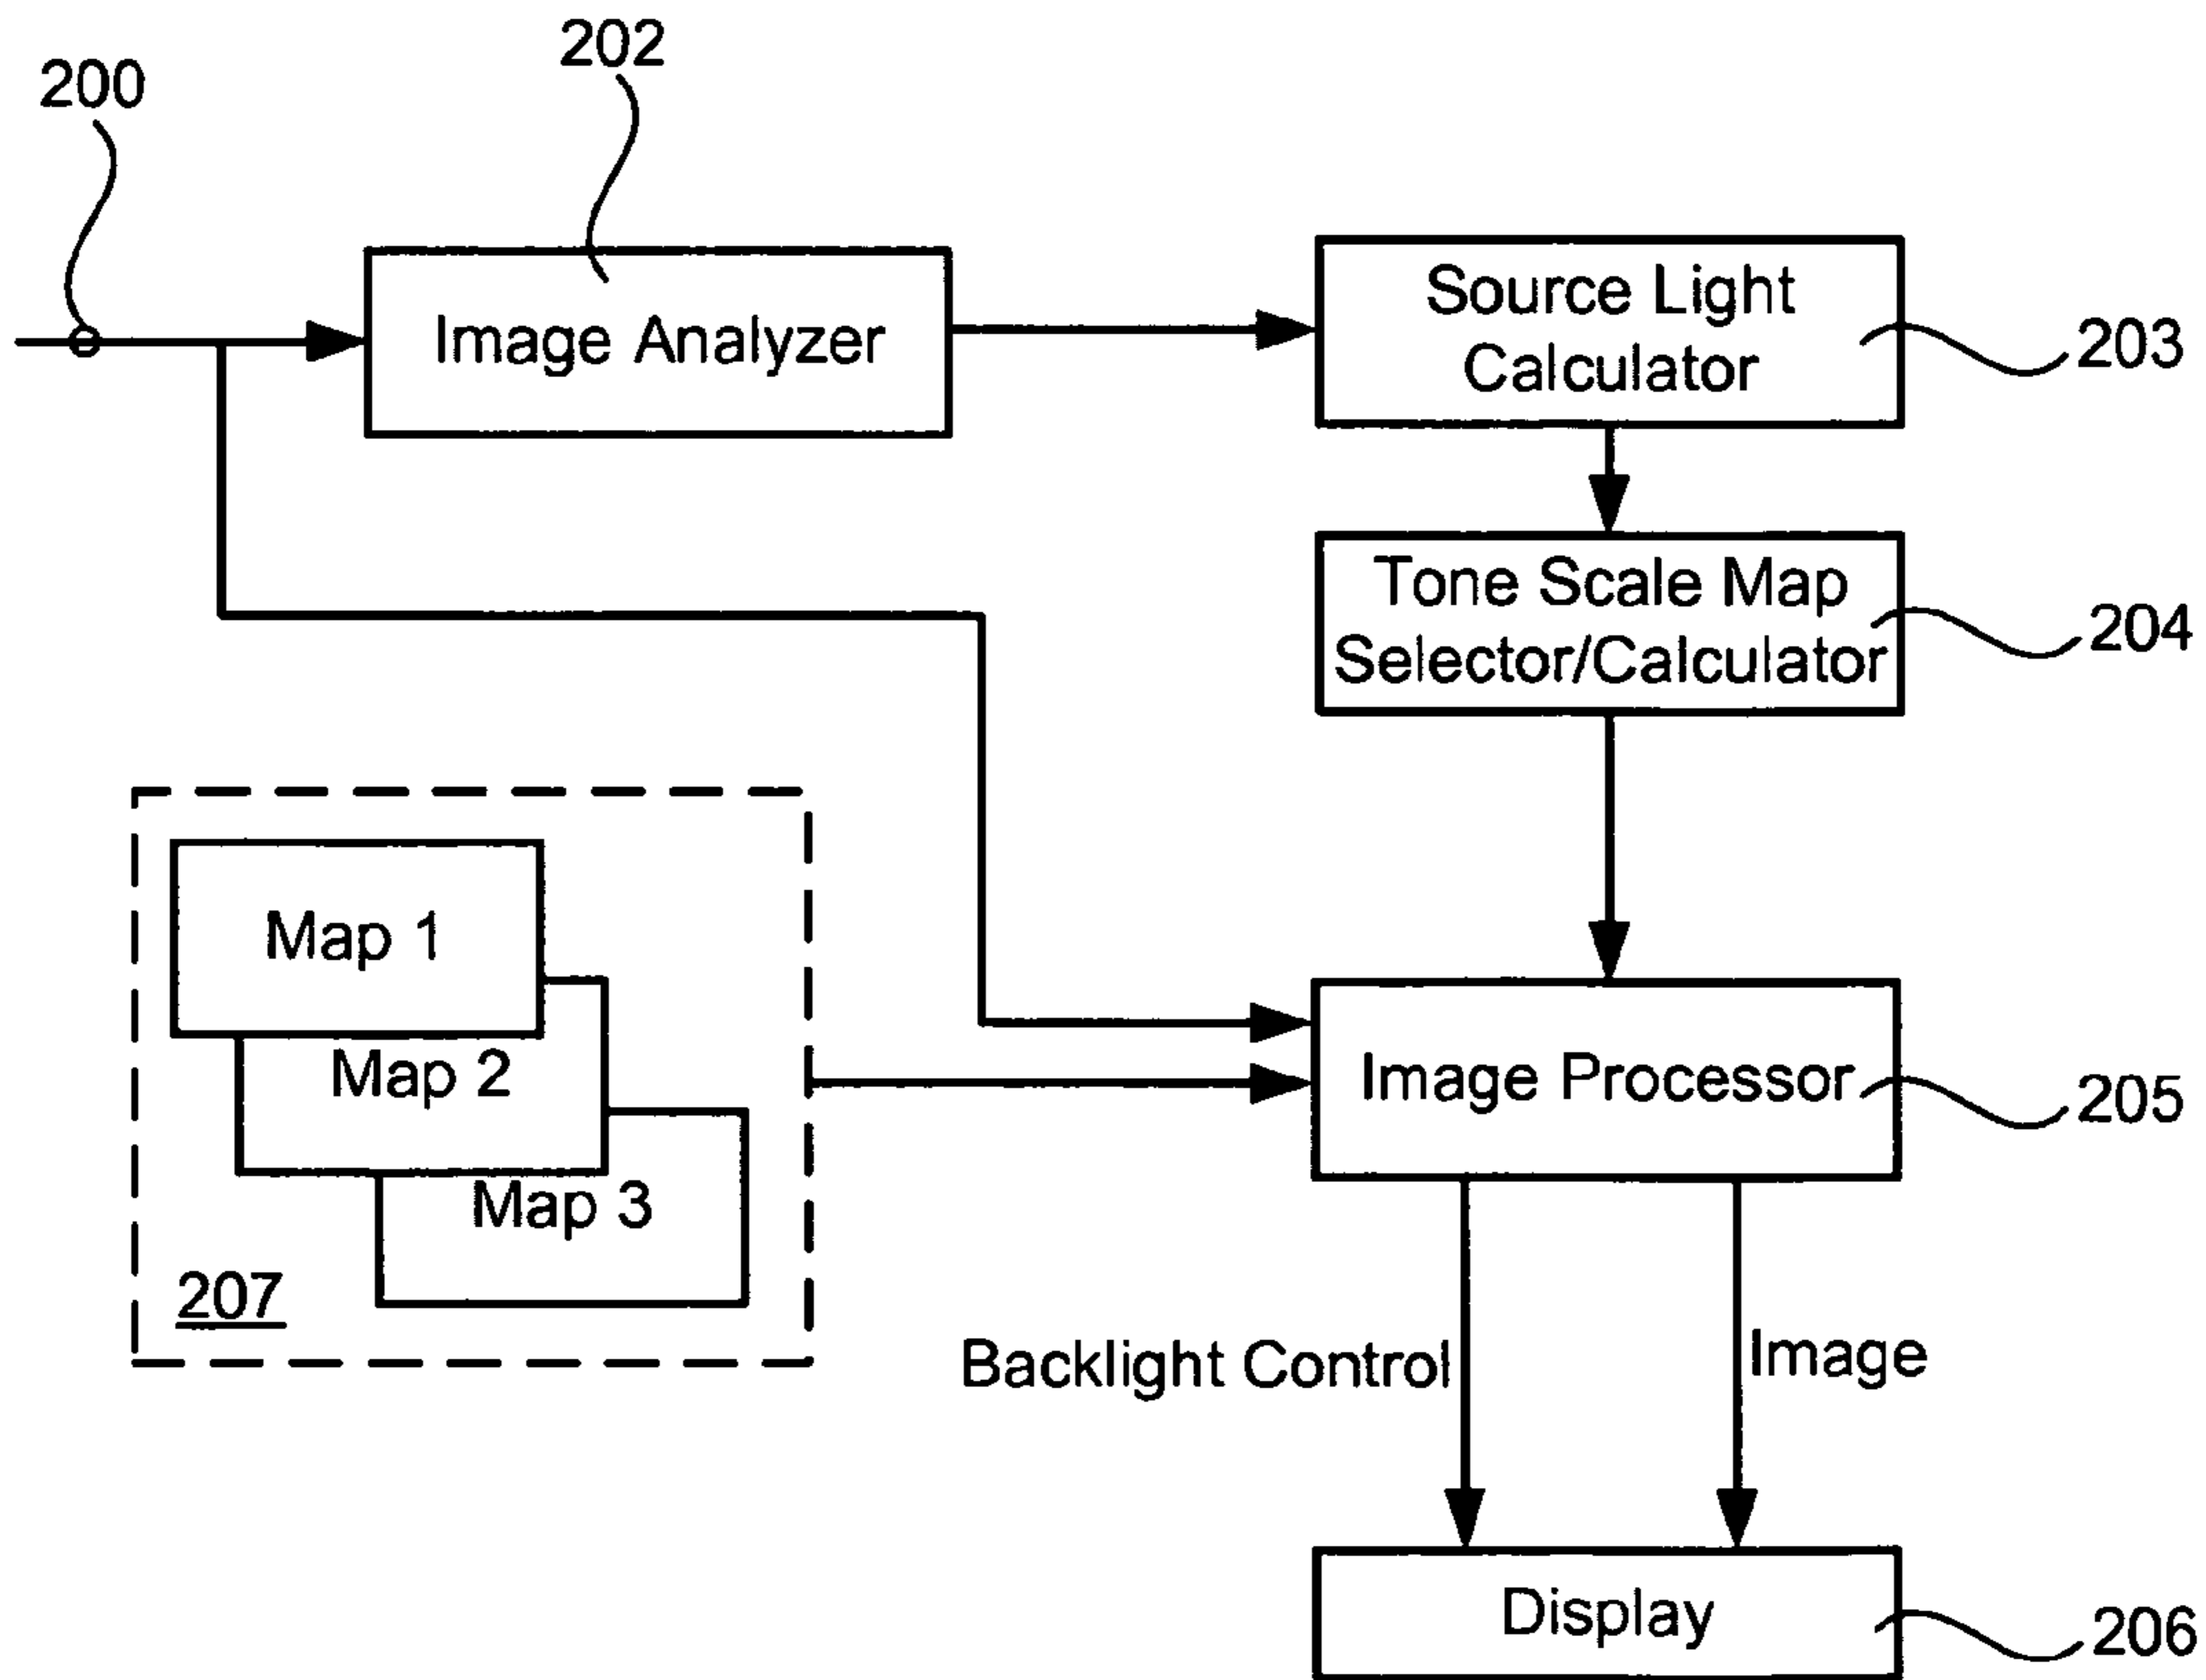 200
202
Image Analyzer
Source Light
Calculator
203
Tone Scale Map
Selector/Calculator
204
Map 1
Map 2
Map 3
207
Image Processor
205
Backlight Control
Image
Display
206